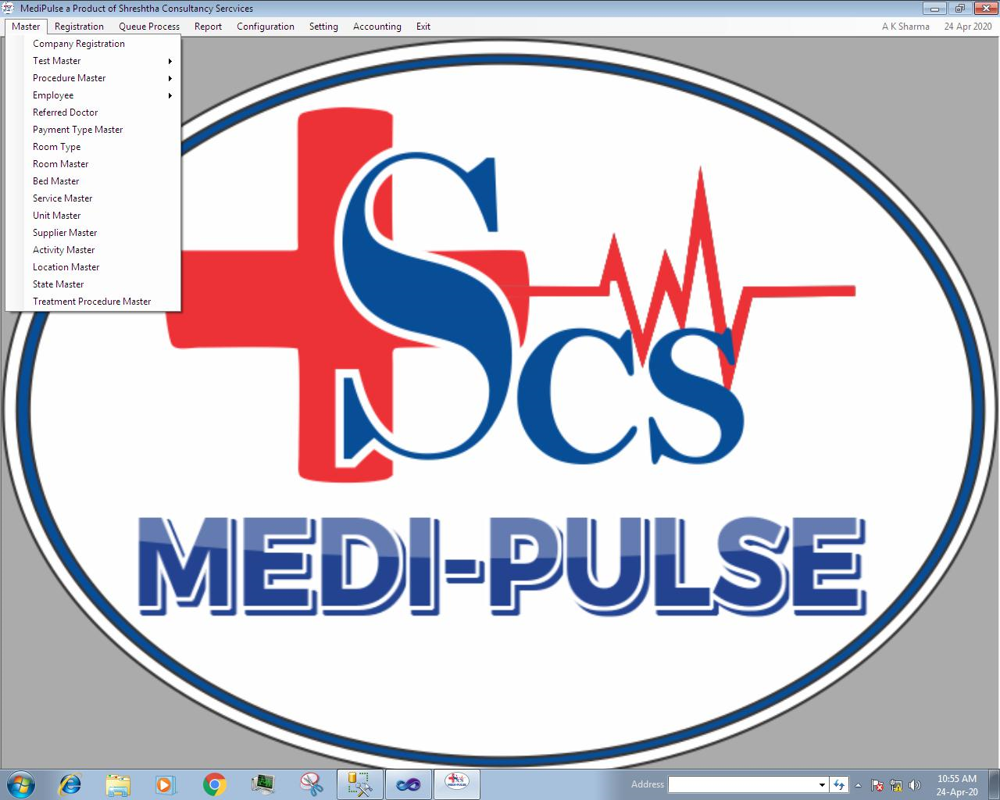 MediPulse a Product of Shreshtha Consultancy Sercvices
Master Registration Queue Process Report Configuration Setting Accounting Exit A K Sharma 24 Apr 2020
Company Registration
Test Master
Procedure Master
Employee
Referred Doctor
Payment Type Master
Room Type
Room Master
Bed Master
Service Master
Unit Master
Supplier Master
Activity Master
Location Master
State Master
Treatment Procedure Master
Scs
MEDI-PULSE
Address
10:55 AM
24-Apr-20